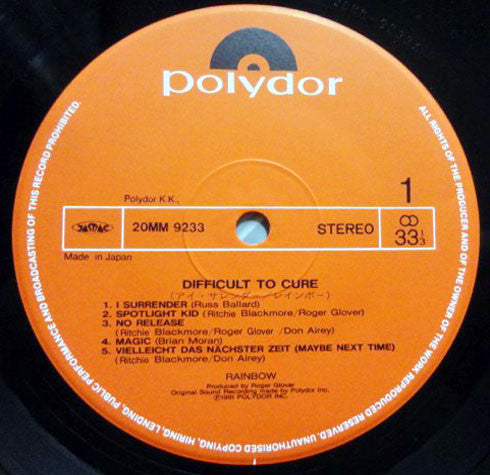 polydor
Polydor K.K.,
1
JASRAC
20MM 9233
STEREO
33 1/3
Made in Japan
DIFFICULT TO CURE
(アイ・サレンダー/レインボー)
1. I SURRENDER (Russ Ballard)
2. SPOTLIGHT KID (Ritchie Blackmore/Roger Glover)
3. NO RELEASE
(Ritchie Blackmore/Roger Glover /Don Airey)
4. MAGIC (Brian Moran)
5. VIELLEICHT DAS NÄCHSTER ZEIT (MAYBE NEXT TIME)
(Ritchie Blackmore/Don Airey)
RAINBOW
Produced by Roger Glover
Original Sound Recording made by Polydor Inc.
Ⓟ1981 POLYDOR INC.
ALL RIGHTS OF THE PRODUCER AND OF THE OWNER OF THE WORK REPRODUCED RESERVED. UNAUTHORISED COPYING, HIRING, LENDING, PUBLIC PERFORMANCE AND BROADCASTING OF THIS RECORD PROHIBITED.